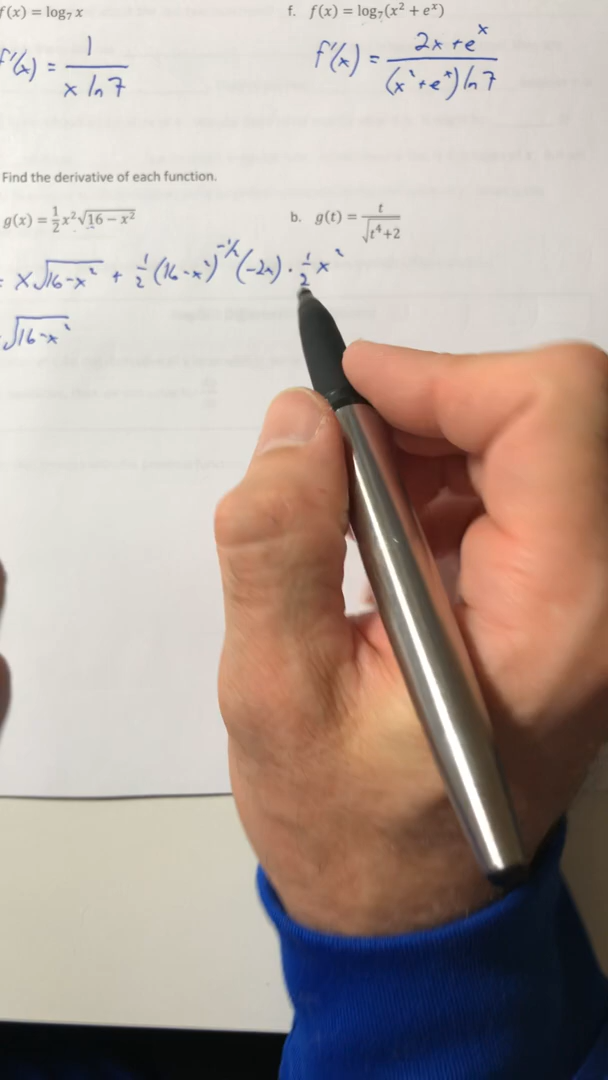 f(x) = log₇ x
f'(x) = 1/(x ln 7)
f. f(x) = log₇(x² + eˣ)
f'(x) = (2x + eˣ)/((x² + eˣ) ln 7)
Find the derivative of each function.
g(x) = ½x²√(16 − x²)
= x√(16-x²) + ½(16-x²)^(-½)(-2x) · ½x²
√(16-x²)
b. g(t) = t/√(t⁴+2)